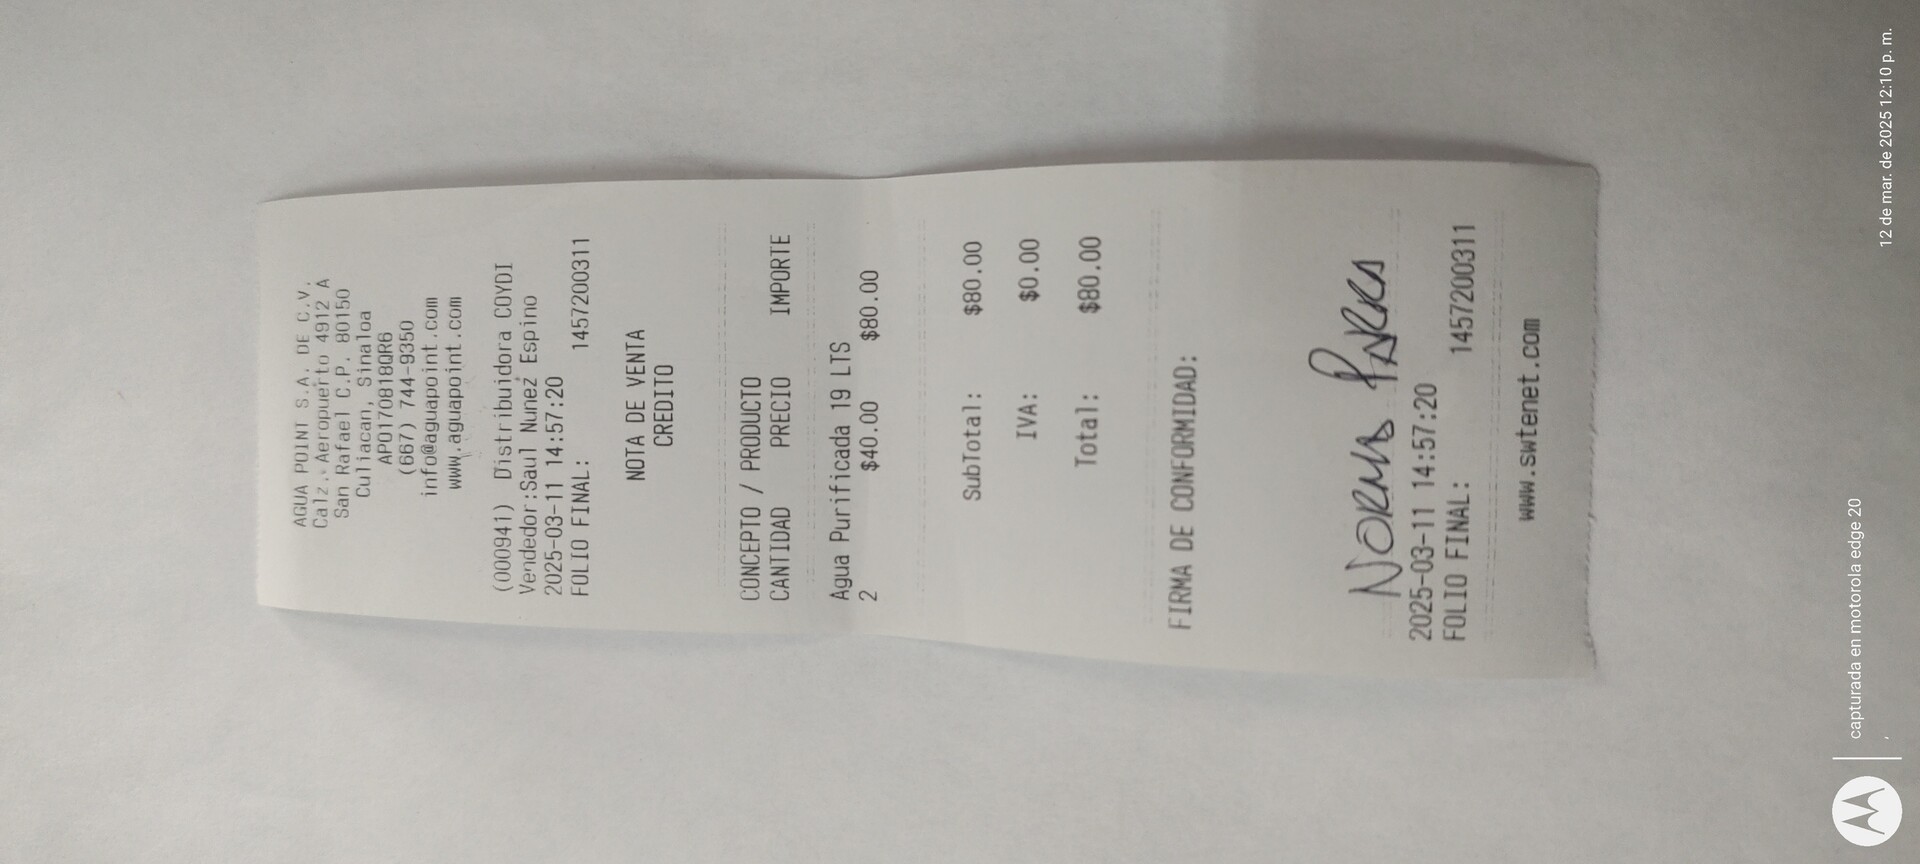 AGUA POINT S.A. DE C.V.
Calz. Aeropuerto 4912 A
San Rafael C.P. 80150
Culiacan, Sinaloa
APO170818QR6
(667) 744-9350
info@aguapoint.com
www.aguapoint.com
(000941) Distribuidora COYDI
Vendedor:Saul Nunez Espino
2025-03-11 14:57:20
FOLIO FINAL: 1457200311
NOTA DE VENTA
CREDITO
CONCEPTO / PRODUCTO
CANTIDAD PRECIO IMPORTE
Agua Purificada 19 LTS
2 $40.00 $80.00
SubTotal: $80.00
IVA: $0.00
Total: $80.00
FIRMA DE CONFORMIDAD:
NORMA PARRA
2025-03-11 14:57:20
FOLIO FINAL: 1457200311
www.swtenet.com
capturada en motorola edge 20
12 de mar. de 2025 12:10 p. m.